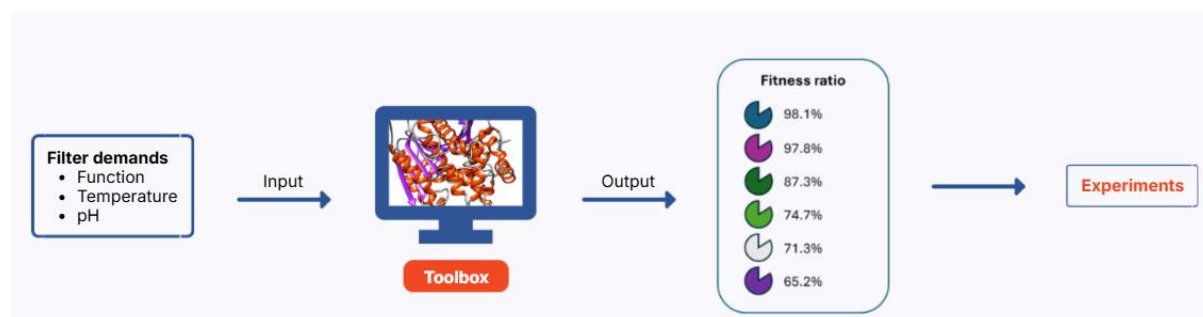 Filter demands
• Function
• Temperature
• pH
Input
Toolbox
Output
Fitness ratio
98.1%
97.8%
87.3%
74.7%
71.3%
65.2%
Experiments